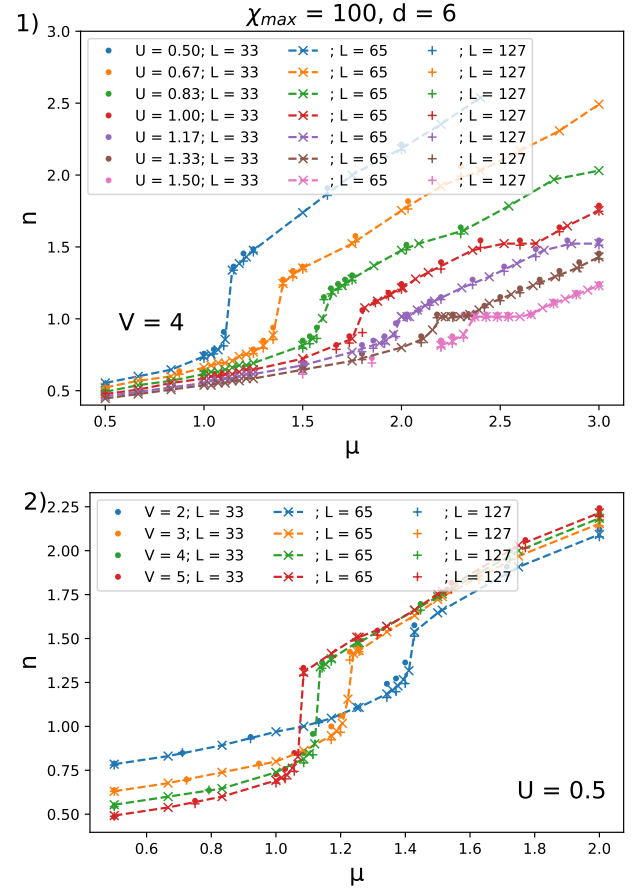 1)
χmax = 100, d = 6
U = 0.50; L = 33 ; L = 65 ; L = 127
U = 0.67; L = 33 ; L = 65 ; L = 127
U = 0.83; L = 33 ; L = 65 ; L = 127
U = 1.00; L = 33 ; L = 65 ; L = 127
U = 1.17; L = 33 ; L = 65 ; L = 127
U = 1.33; L = 33 ; L = 65 ; L = 127
U = 1.50; L = 33 ; L = 65 ; L = 127
3.0
2.5
2.0
1.5
1.0
0.5
n
V = 4
0.5 1.0 1.5 2.0 2.5 3.0
μ
2)
V = 2; L = 33 ; L = 65 ; L = 127
V = 3; L = 33 ; L = 65 ; L = 127
V = 4; L = 33 ; L = 65 ; L = 127
V = 5; L = 33 ; L = 65 ; L = 127
2.25
2.00
1.75
1.50
1.25
1.00
0.75
0.50
n
U = 0.5
0.6 0.8 1.0 1.2 1.4 1.6 1.8 2.0
μ